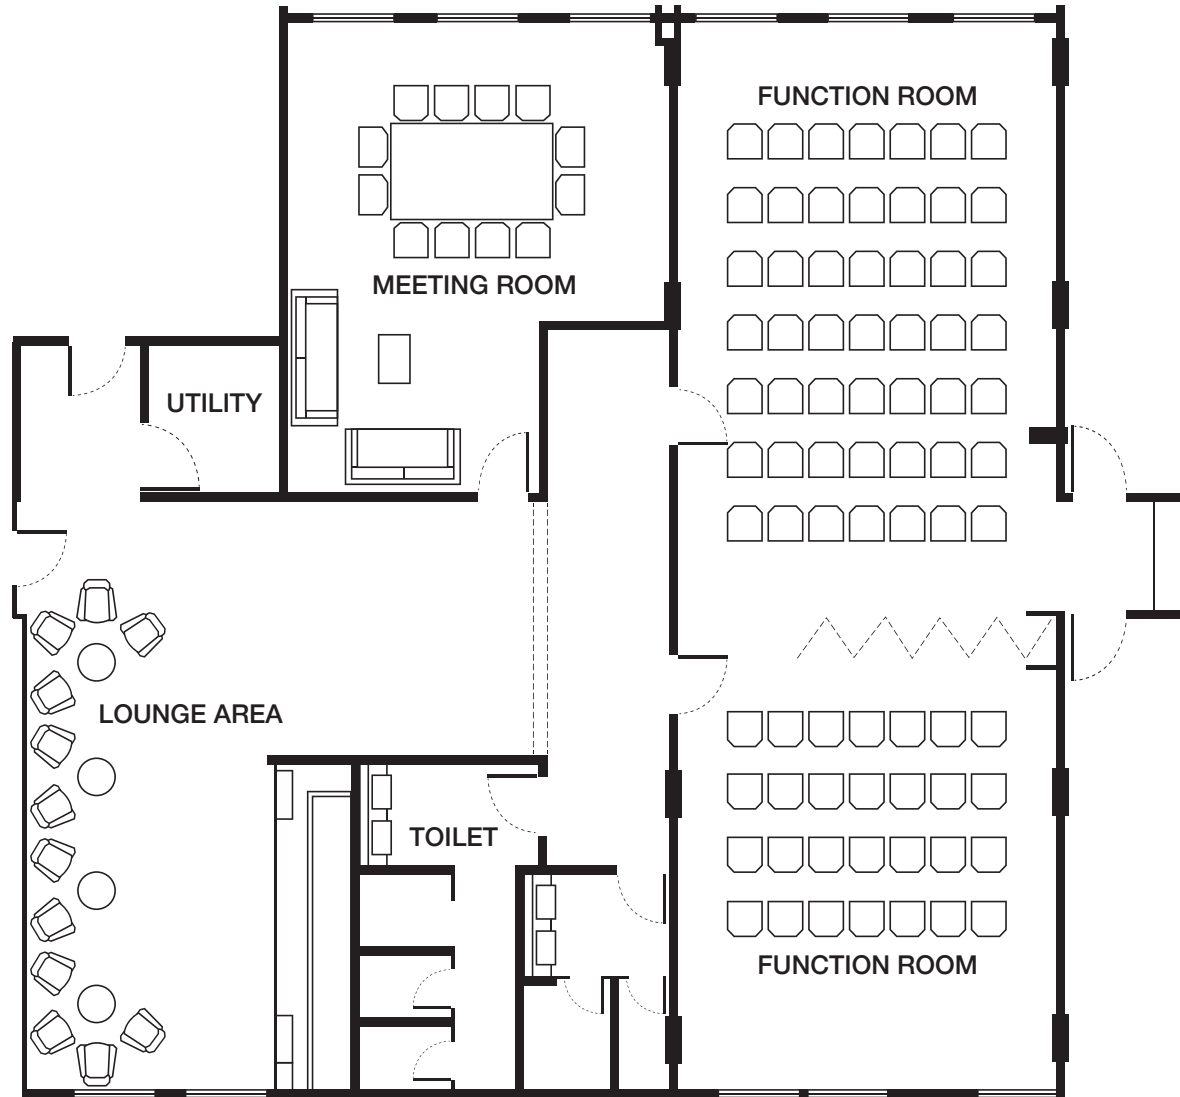 FUNCTION ROOM
MEETING ROOM
UTILITY
LOUNGE AREA
TOILET
FUNCTION ROOM